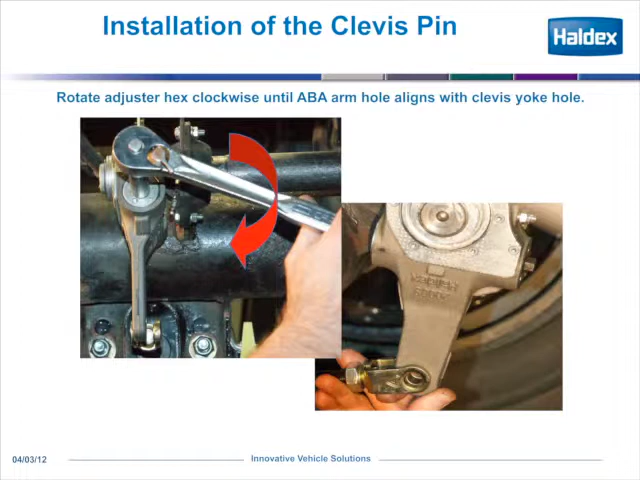 Installation of the Clevis Pin
Haldex
Rotate adjuster hex clockwise until ABA arm hole aligns with clevis yoke hole.
04/03/12
Innovative Vehicle Solutions